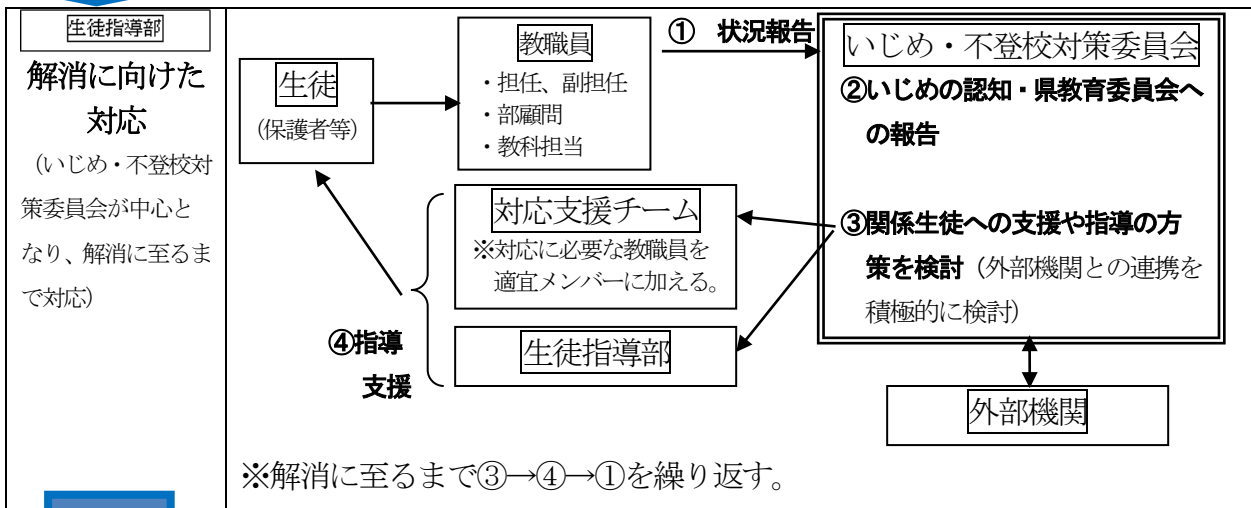 生徒指導部
解消に向けた
対応
（いじめ・不登校対
策委員会が中心と
なり、解消に至るま
で対応）
生徒
（保護者等）
教職員
・担任、副担任
・部顧問
・教科担当
①　状況報告
いじめ・不登校対策委員会
②いじめの認知・県教育委員会へ
の報告
③関係生徒への支援や指導の方
策を検討（外部機関との連携を
積極的に検討）
対応支援チーム
※対応に必要な教職員を
適宜メンバーに加える。
生徒指導部
④指導
支援
外部機関
※解消に至るまで③→④→①を繰り返す。